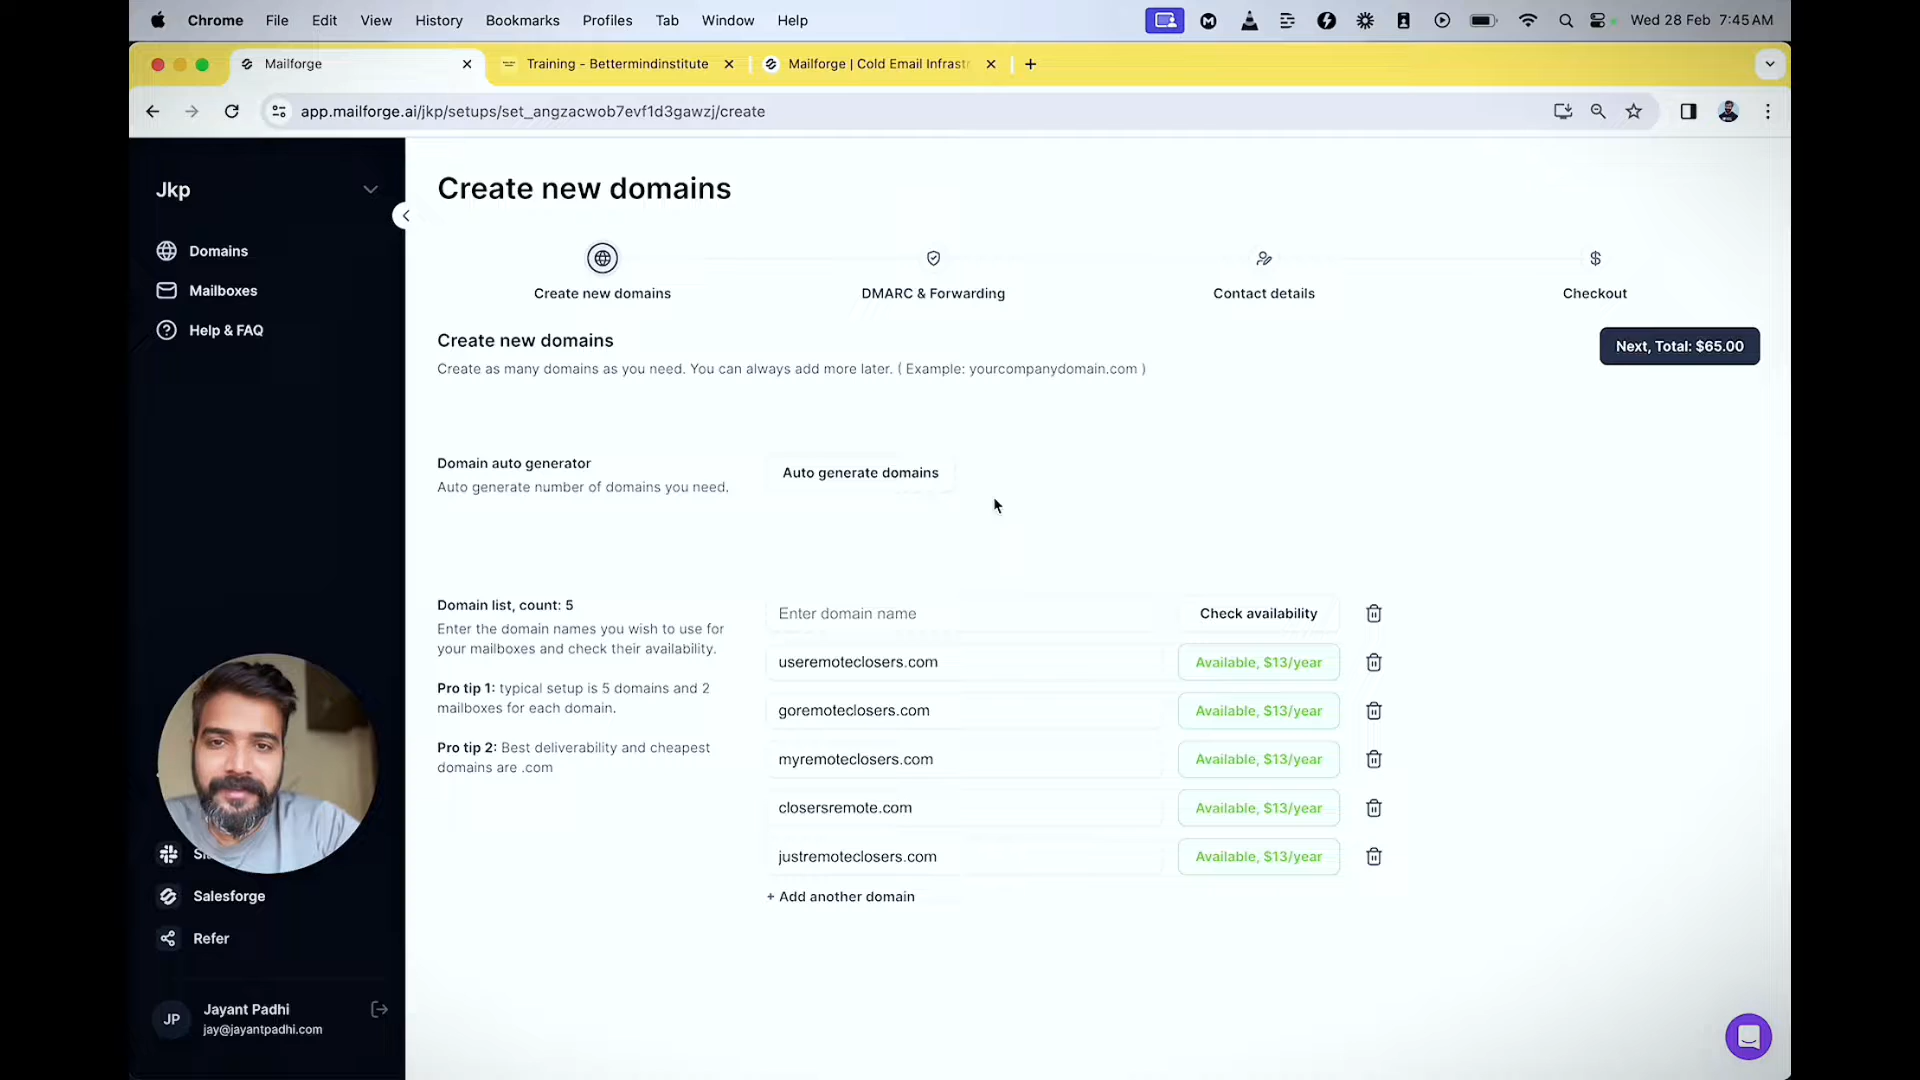 Chrome File Edit View History Bookmarks Profiles Tab Window Help Wed 28 Feb 7:45 AM
Mailforge Training - Bettermindinstitute Mailforge | Cold Email Infrast
app.mailforge.ai/jkp/setups/set_angzacwob7evf1d3gawzj/create
Jkp
Domains
Mailboxes
Help & FAQ
Salesforge
Refer
JP
Jayant Padhi
jay@jayantpadhi.com
Create new domains
Create new domains
DMARC & Forwarding
Contact details
Checkout
Create new domains
Create as many domains as you need. You can always add more later. ( Example: yourcompanydomain.com )
Next, Total: $65.00
Domain auto generator
Auto generate number of domains you need.
Auto generate domains
Domain list, count: 5
Enter the domain names you wish to use for
your mailboxes and check their availability.
Pro tip 1: typical setup is 5 domains and 2
mailboxes for each domain.
Pro tip 2: Best deliverability and cheapest
domains are .com
Enter domain name Check availability
useremoteclosers.com Available, $13/year
goremoteclosers.com Available, $13/year
myremoteclosers.com Available, $13/year
closersremote.com Available, $13/year
justremoteclosers.com Available, $13/year
+ Add another domain